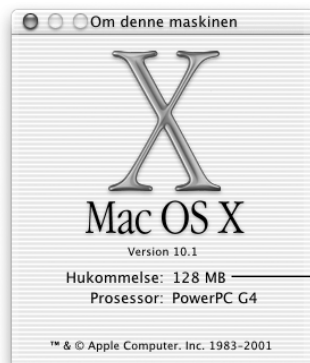 Om denne maskinen
X
Mac OS X
Version 10.1
Hukommelse: 128 MB
Prosessor: PowerPC G4
™ & © Apple Computer. Inc. 1983-2001